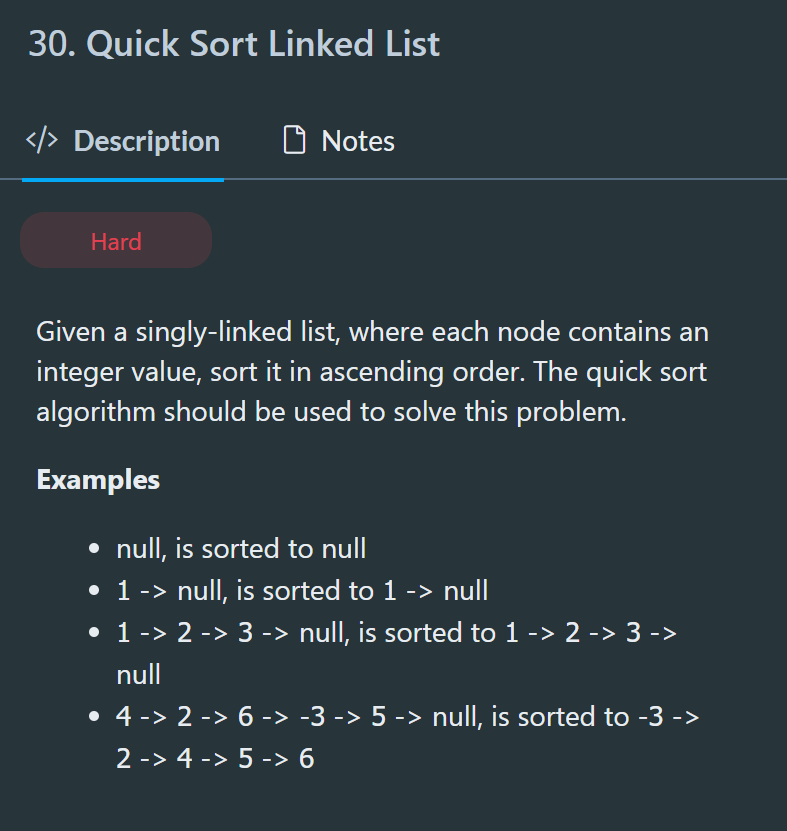 30. Quick Sort Linked List
</> Description Notes
Hard
Given a singly-linked list, where each node contains an
integer value, sort it in ascending order. The quick sort
algorithm should be used to solve this problem.
Examples
• null, is sorted to null
• 1 -> null, is sorted to 1 -> null
• 1 -> 2 -> 3 -> null, is sorted to 1 -> 2 -> 3 ->
null
• 4 -> 2 -> 6 -> -3 -> 5 -> null, is sorted to -3 ->
2 -> 4 -> 5 -> 6